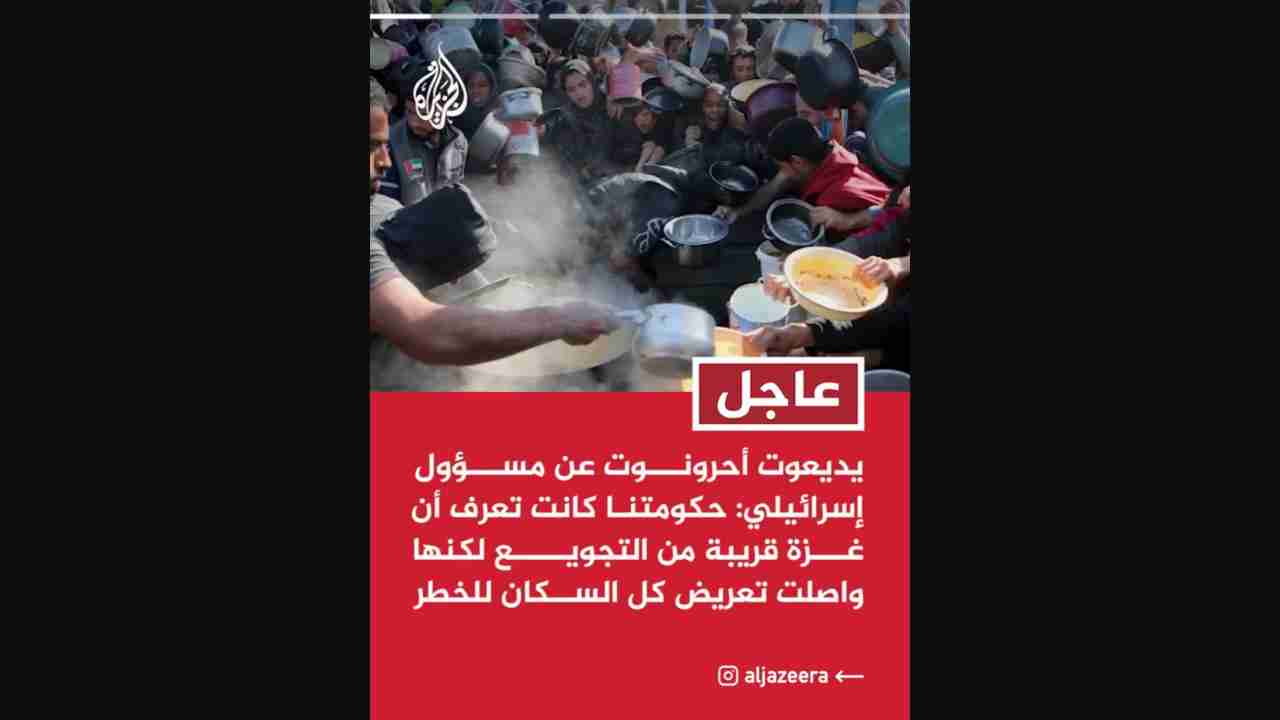 الجزيرة
عاجل
يديعوت أحرونوت عن مسؤول
إسرائيلي: حكومتنا كانت تعرف أن
غزة قريبة من التجويع لكنها
واصلت تعريض كل السكان للخطر
aljazeera